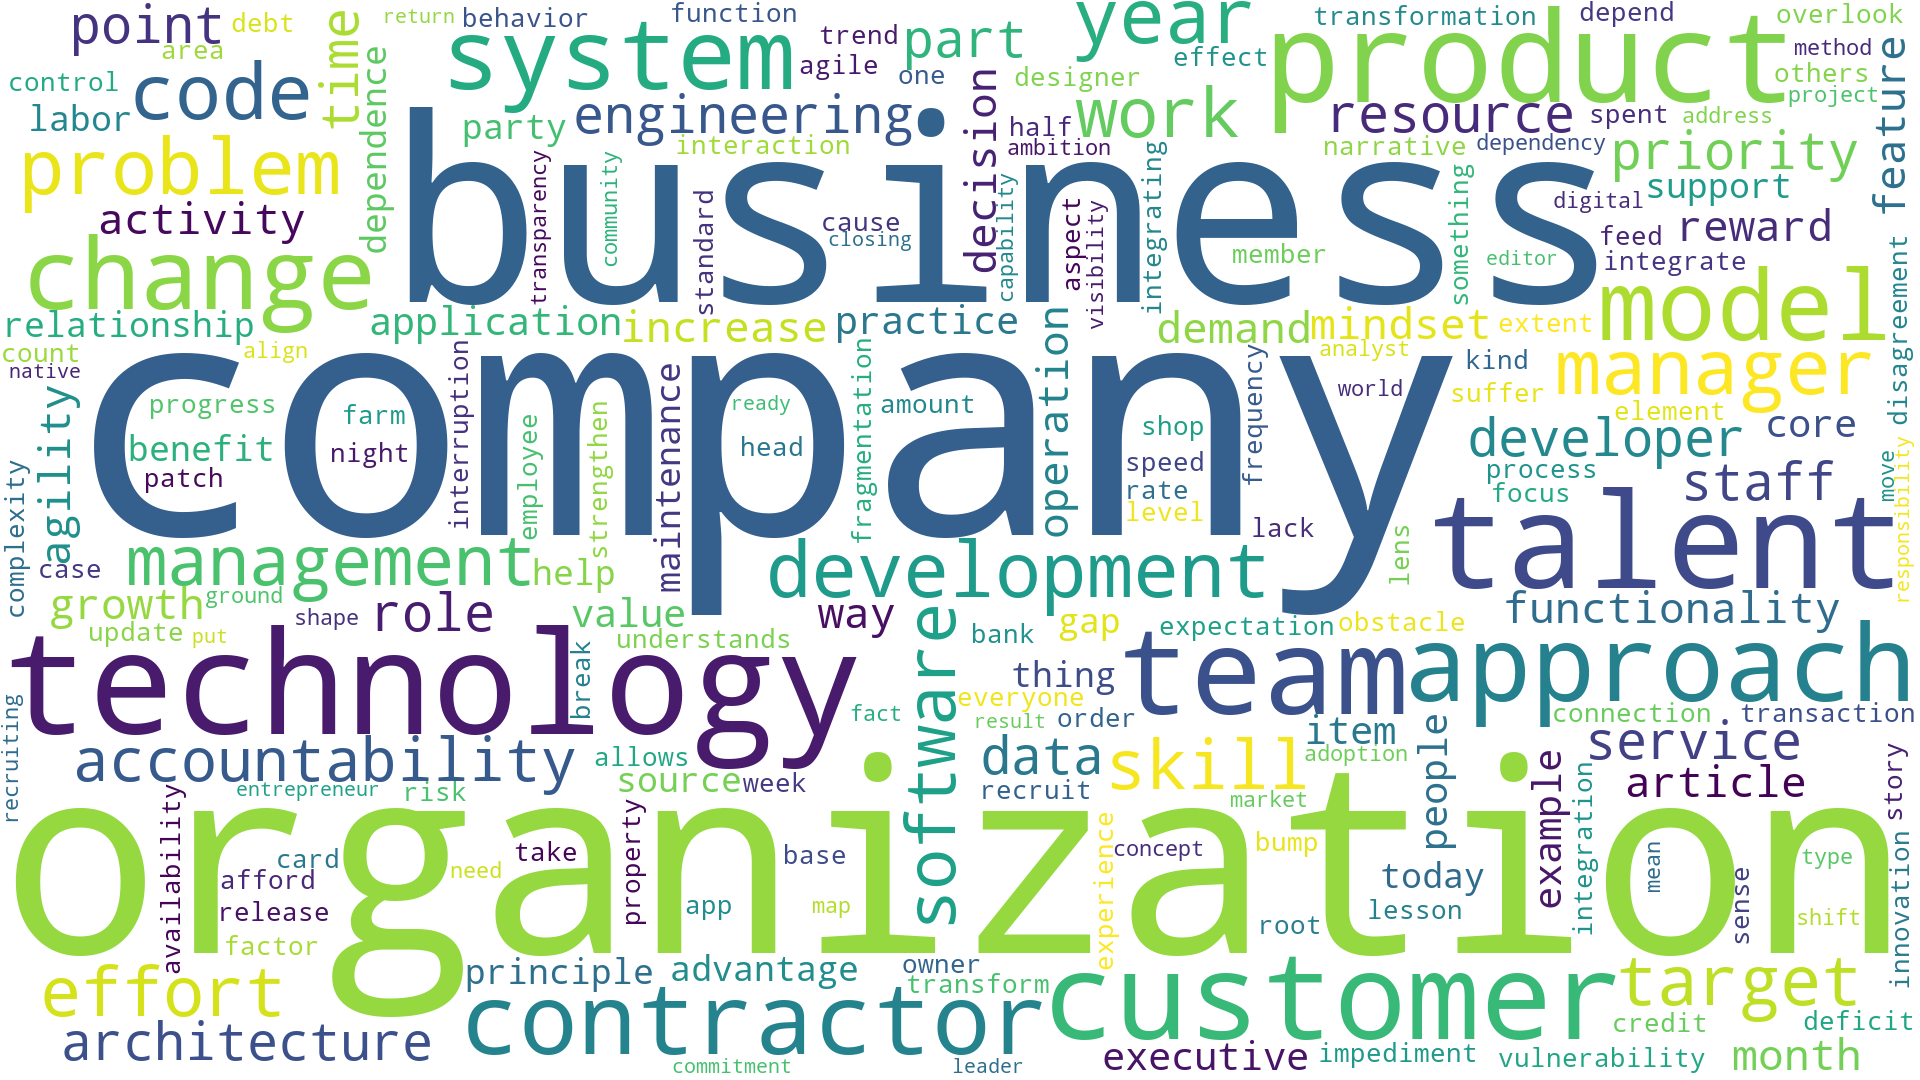 point
debt
return
behavior
function
transformation
depend
overlook
area
time
system
trend
part
year
effect
product
method
control
code
agile
one
designer
others
feature
labor
dependence
party
engineering
decision
half
work
resource
spent
address
project
problem
interaction
ambition
narrative
dependency
priority
activity
transparency
community
business
standard
cause
closing
capability
aspect
visibility
integrating
something
digital
support
reward
change
member
editor
feed
integrate
model
relationship
application
increase
practice
operation
demand
mindset
extent
disagreement
count
align
native
analyst
kind
manager
progress
farm
interruption
company
ready
fragmentation
amount
frequency
world
suffer
element
agility
benefit
night
patch
employee
strengthen
maintenance
head
shop
speed
rate
level
developer
core
process
focus
move
staff
responsibility
complexity
case
management
help
development
lack
lens
talent
growth
ground
shape
role
value
way
software
bank
gap
expectation
obstacle
functionality
update
put
understands
technology
break
thing
team
approach
recruiting
fact
everyone
result
order
item
people
connection
transaction
accountability
allows
source
week
data
recruit
skill
adoption
example
service
article
story
entrepreneur
risk
market
integration
availability
organization
card
afford
release
factor
need
take
property
base
app
map
experience
concept
bump
root
today
lesson
mean
sense
type
shift
innovation
effort
principle
advantage
owner
transform
customer
target
contractor
credit
deficit
architecture
commitment
leader
executive
impediment
vulnerability
month